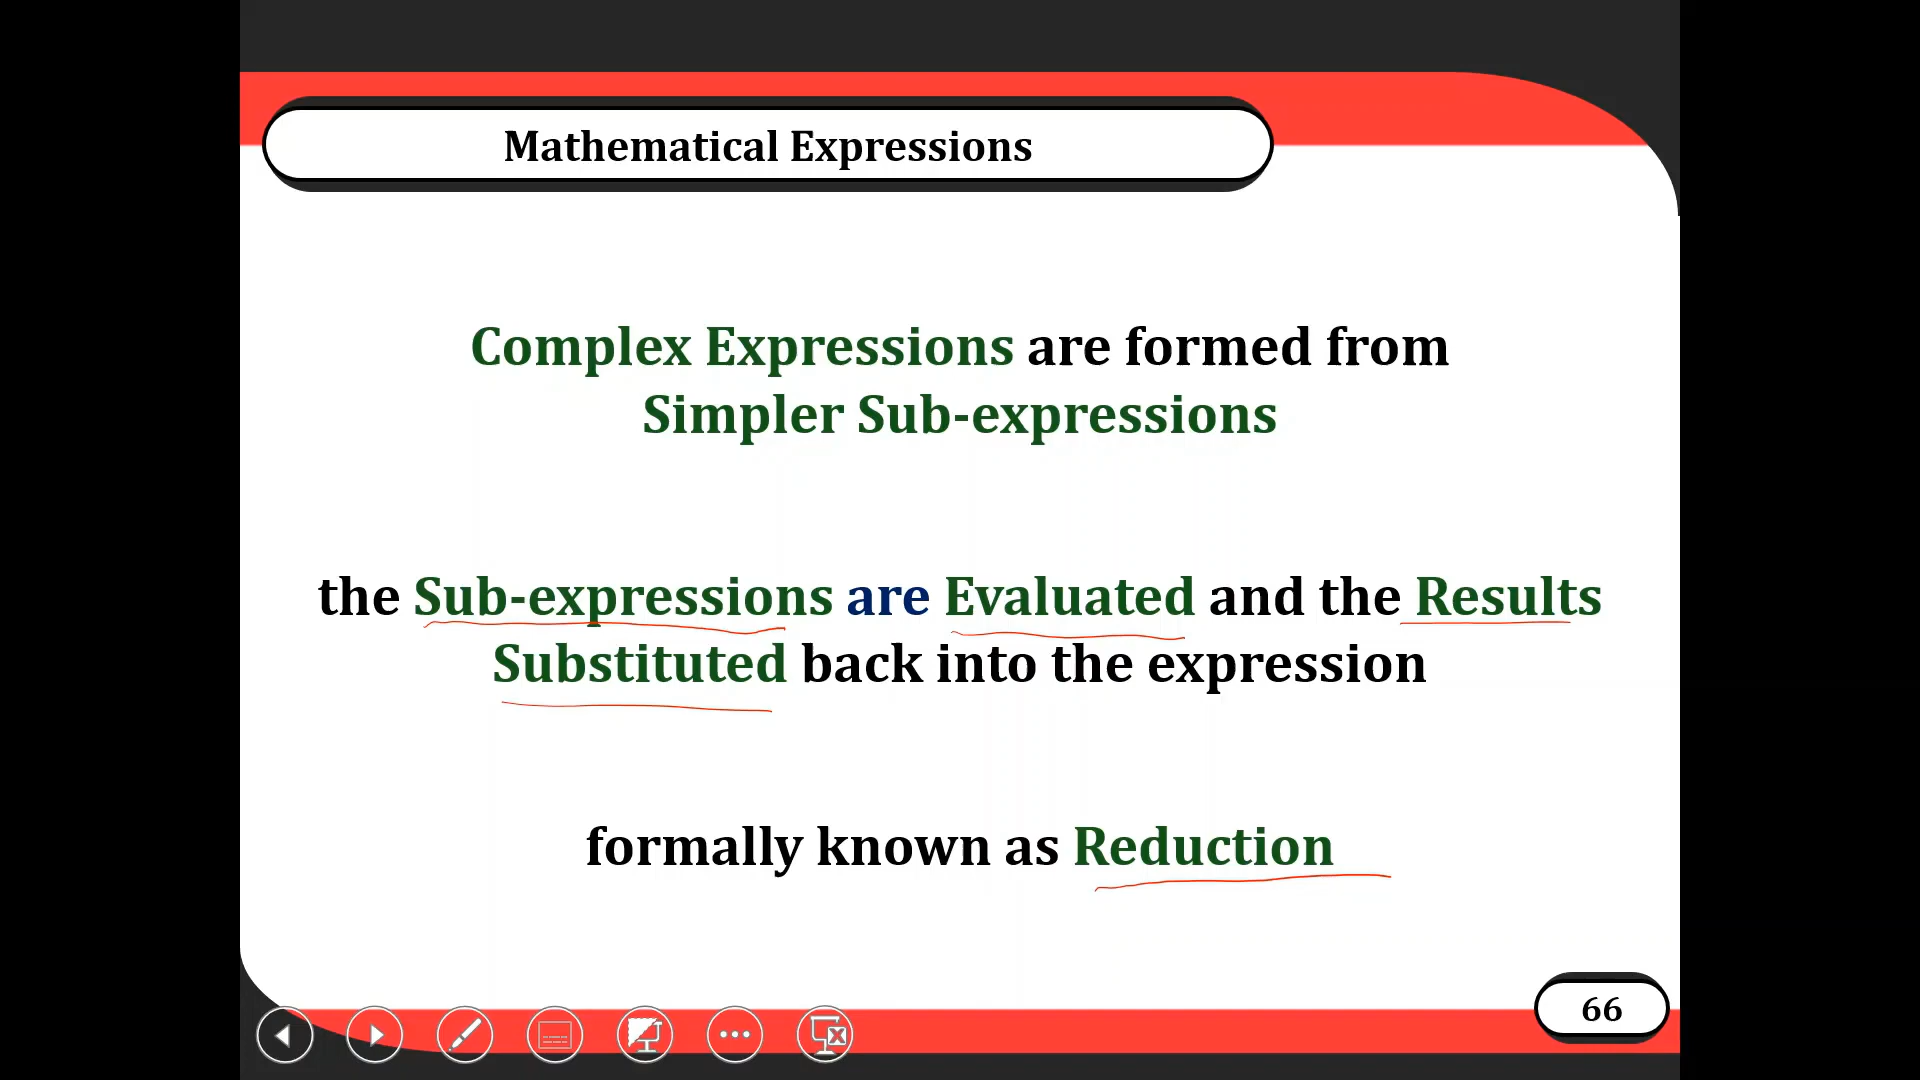 Mathematical Expressions
Complex Expressions are formed from
Simpler Sub-expressions
the Sub-expressions are Evaluated and the Results
Substituted back into the expression
formally known as Reduction
66